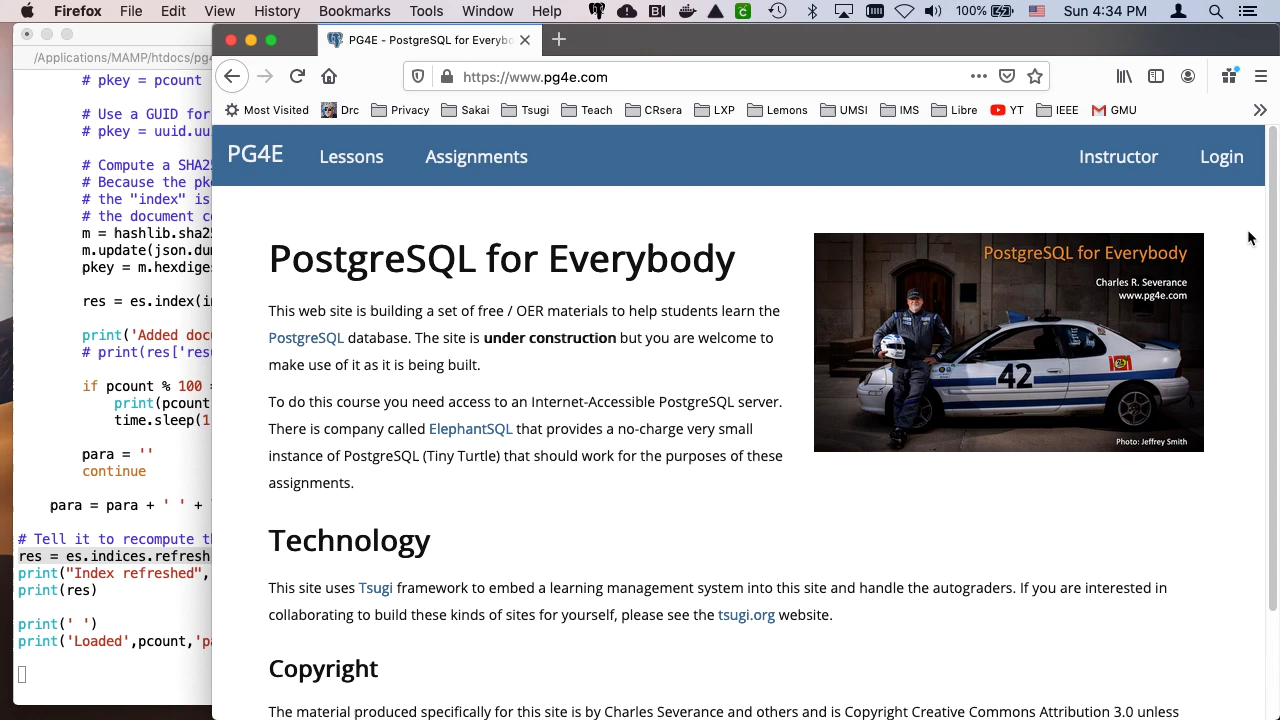 Firefox File Edit View History Bookmarks Tools Window Help 100% Sun 4:34 PM
/Applications/MAMP/htdocs/pg4
# pkey = pcount
# Use a GUID for
# pkey = uuid.uu
# Compute a SHA25
# Because the pk
# the "index" is
# the document c
m = hashlib.sha25
m.update(json.dum
pkey = m.hexdiges
res = es.index(i
print('Added docu
# print(res['resu
if pcount % 100 =
print(pcount
time.sleep(1
para = ''
continue
para = para + ' ' +
# Tell it to recompute th
res = es.indices.refresh
print("Index refreshed",
print(res)
print(' ')
print('Loaded',pcount,'pa
PG4E - PostgreSQL for Everybo
https://www.pg4e.com
Most Visited Drc Privacy Sakai Tsugi Teach CRsera LXP Lemons UMSI IMS Libre YT IEEE GMU
PG4E Lessons Assignments Instructor Login
PostgreSQL for Everybody
This web site is building a set of free / OER materials to help students learn the
PostgreSQL database. The site is under construction but you are welcome to
make use of it as it is being built.
To do this course you need access to an Internet-Accessible PostgreSQL server.
There is company called ElephantSQL that provides a no-charge very small
instance of PostgreSQL (Tiny Turtle) that should work for the purposes of these
assignments.
PostgreSQL for Everybody
Charles R. Severance
www.pg4e.com
42
Photo: Jeffrey Smith
Technology
This site uses Tsugi framework to embed a learning management system into this site and handle the autograders. If you are interested in
collaborating to build these kinds of sites for yourself, please see the tsugi.org website.
Copyright
The material produced specifically for this site is by Charles Severance and others and is Copyright Creative Commons Attribution 3.0 unless